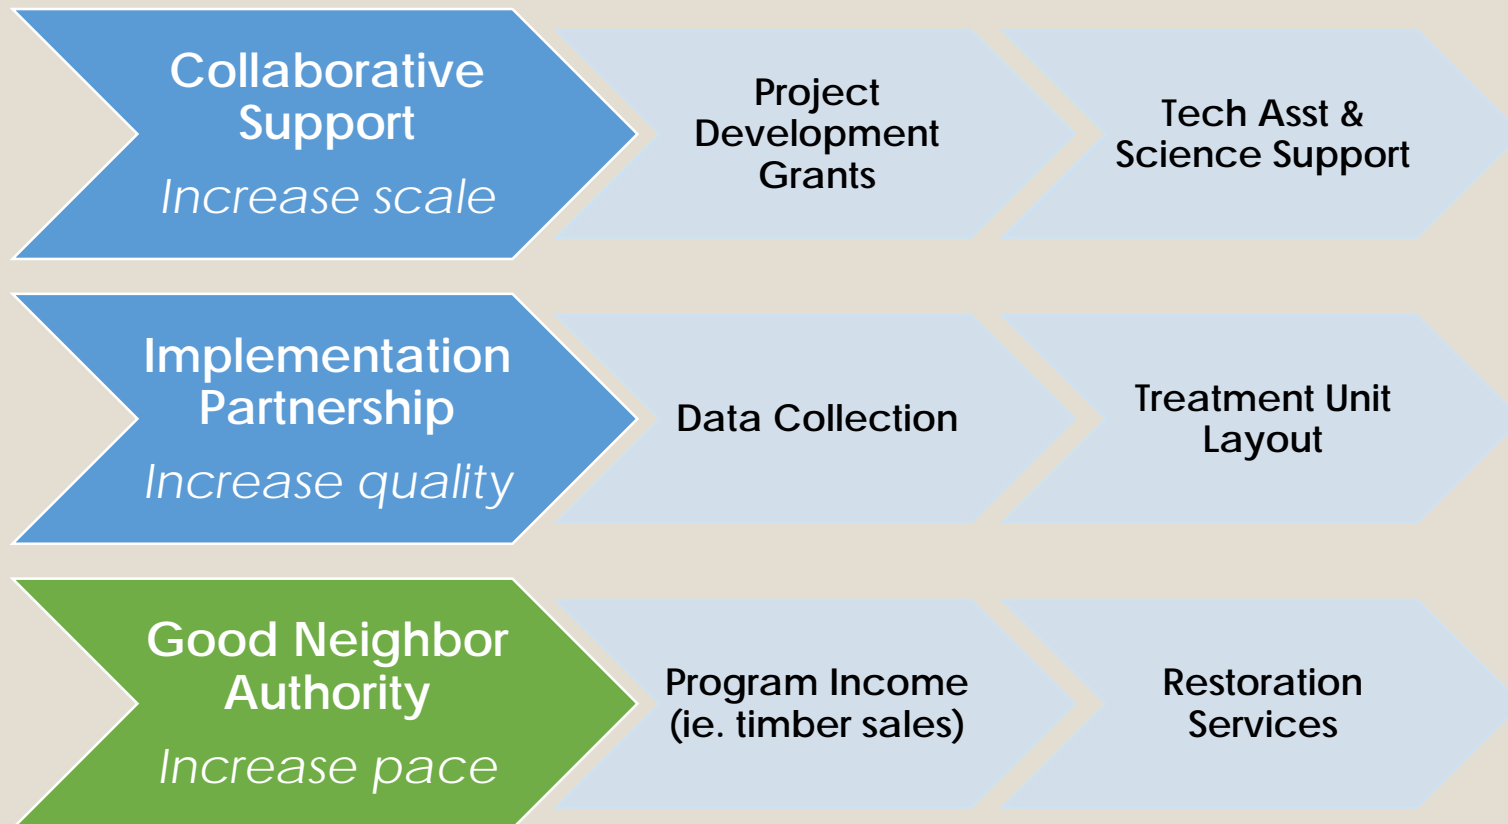 Collaborative
Support
Increase scale
Project
Development
Grants
Tech Asst &
Science Support
Implementation
Partnership
Increase quality
Data Collection
Treatment Unit
Layout
Good Neighbor
Authority
Increase pace
Program Income
(ie. timber sales)
Restoration
Services